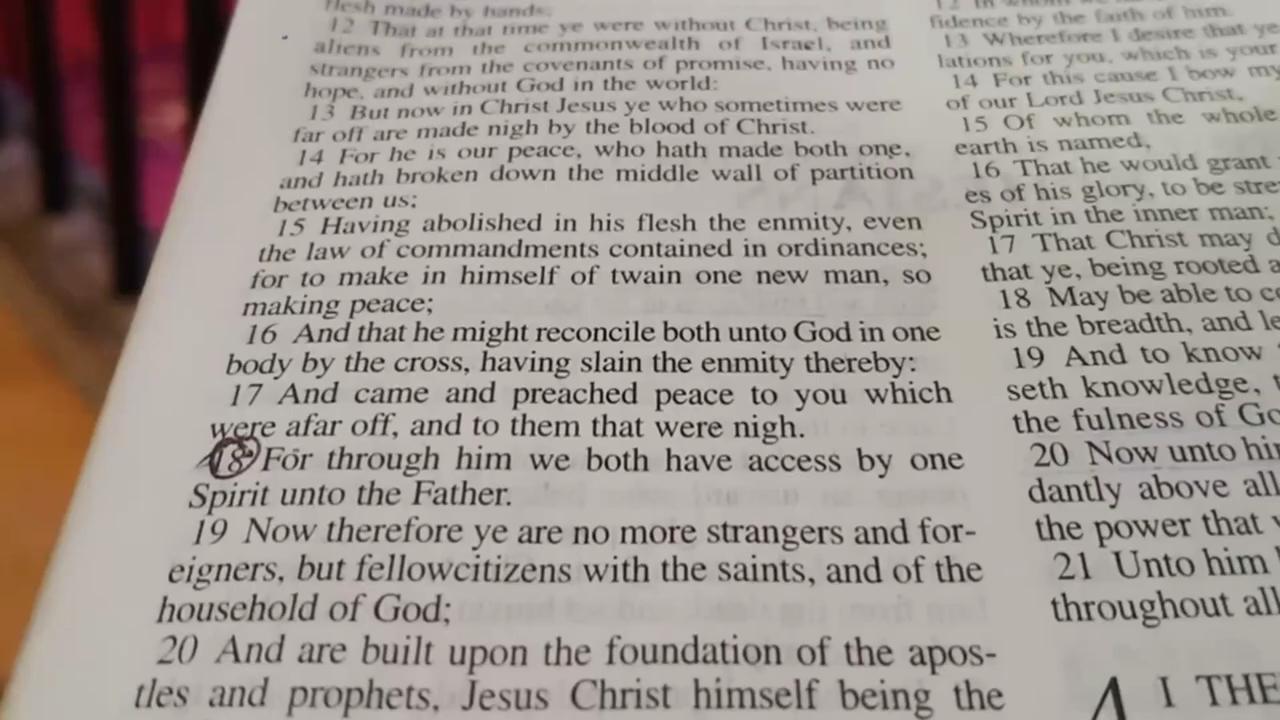 flesh made by hands;
12 That at that time ye were without Christ, being
aliens from the commonwealth of Israel, and
strangers from the covenants of promise, having no
hope, and without God in the world:
13 But now in Christ Jesus ye who sometimes were
far off are made nigh by the blood of Christ.
14 For he is our peace, who hath made both one,
and hath broken down the middle wall of partition
between us;
15 Having abolished in his flesh the enmity, even
the law of commandments contained in ordinances;
for to make in himself of twain one new man, so
making peace;
16 And that he might reconcile both unto God in one
body by the cross, having slain the enmity thereby:
17 And came and preached peace to you which
were afar off, and to them that were nigh.
18 For through him we both have access by one
Spirit unto the Father.
19 Now therefore ye are no more strangers and for-
eigners, but fellowcitizens with the saints, and of the
household of God;
20 And are built upon the foundation of the apos-
tles and prophets, Jesus Christ himself being the
fidence by the faith of him.
13 Wherefore I desire that ye
lations for you, which is your
14 For this cause I bow my
of our Lord Jesus Christ,
15 Of whom the whole
earth is named,
16 That he would grant
es of his glory, to be stre
Spirit in the inner man;
17 That Christ may d
that ye, being rooted a
18 May be able to co
is the breadth, and le
19 And to know
seth knowledge, t
the fulness of Go
20 Now unto hi
dantly above all
the power that
21 Unto him
throughout all
I THE